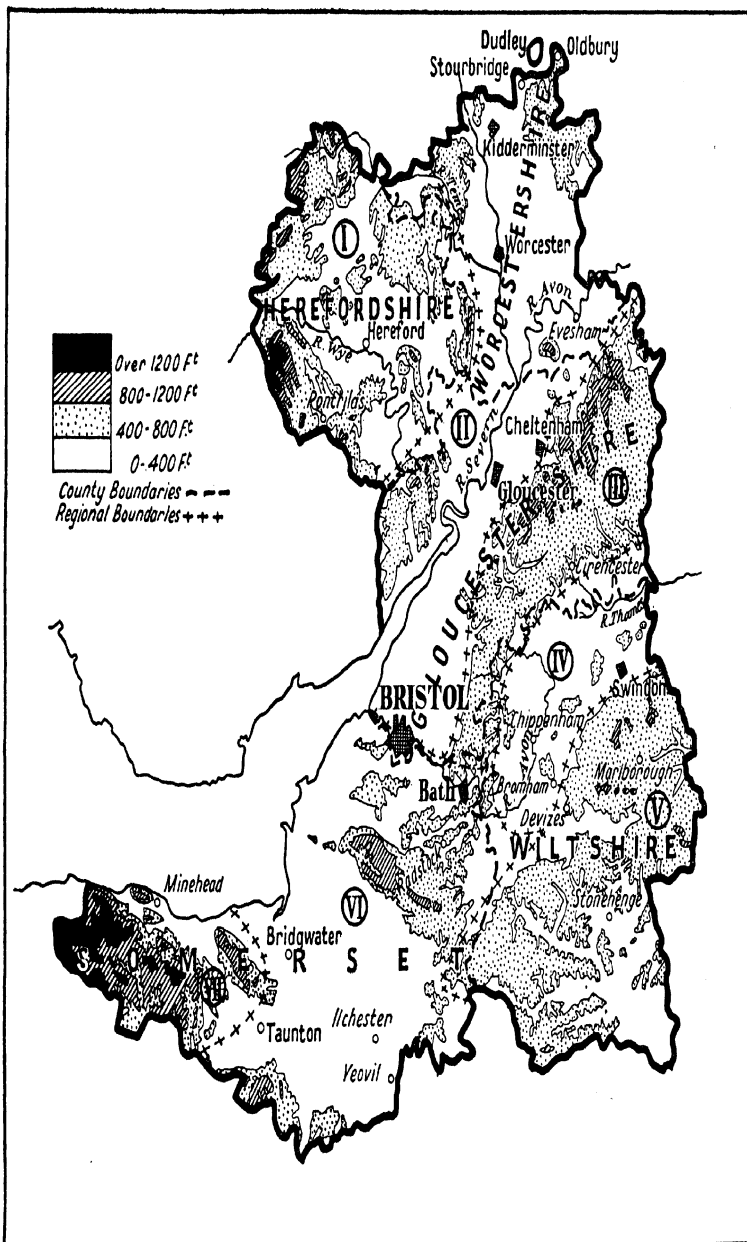 Dudley
Oldbury
Stourbridge
Kidderminster
WORCESTERSHIRE
Worcester
I
HEREFORDSHIRE
Hereford
R. Wye
R. Avon
Evesham
Over 1200 Ft
800-1200 Ft
400-800 Ft
0-400 Ft
County Boundaries
Regional Boundaries
Pontrilas
II
R. Severn
Cheltenham
Gloucester
III
GLOUCESTERSHIRE
Cirencester
R. Thames
IV
Swindon
BRISTOL
Chippenham
Avon
Bath
Bromham
Marlborough
Devizes
V
WILTSHIRE
Stonehenge
Minehead
VI
Bridgwater
SOMERSET
VII
Taunton
Ilchester
Yeovil